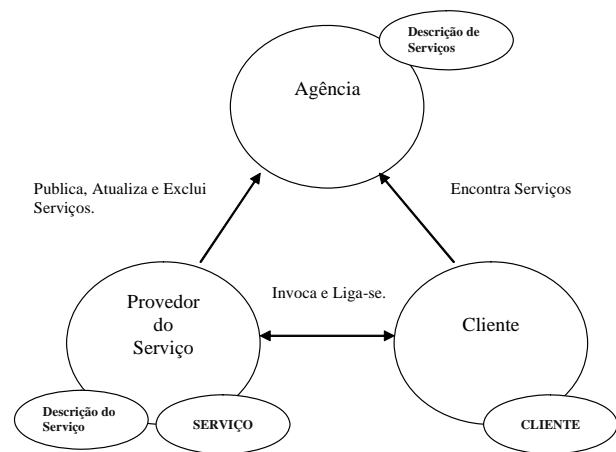 Descrição de
Serviços
Agência
Publica, Atualiza e Exclui
Serviços.
Encontra Serviços
Invoca e Liga-se.
Provedor
do
Serviço
Cliente
Descrição do
Serviço
SERVIÇO
CLIENTE